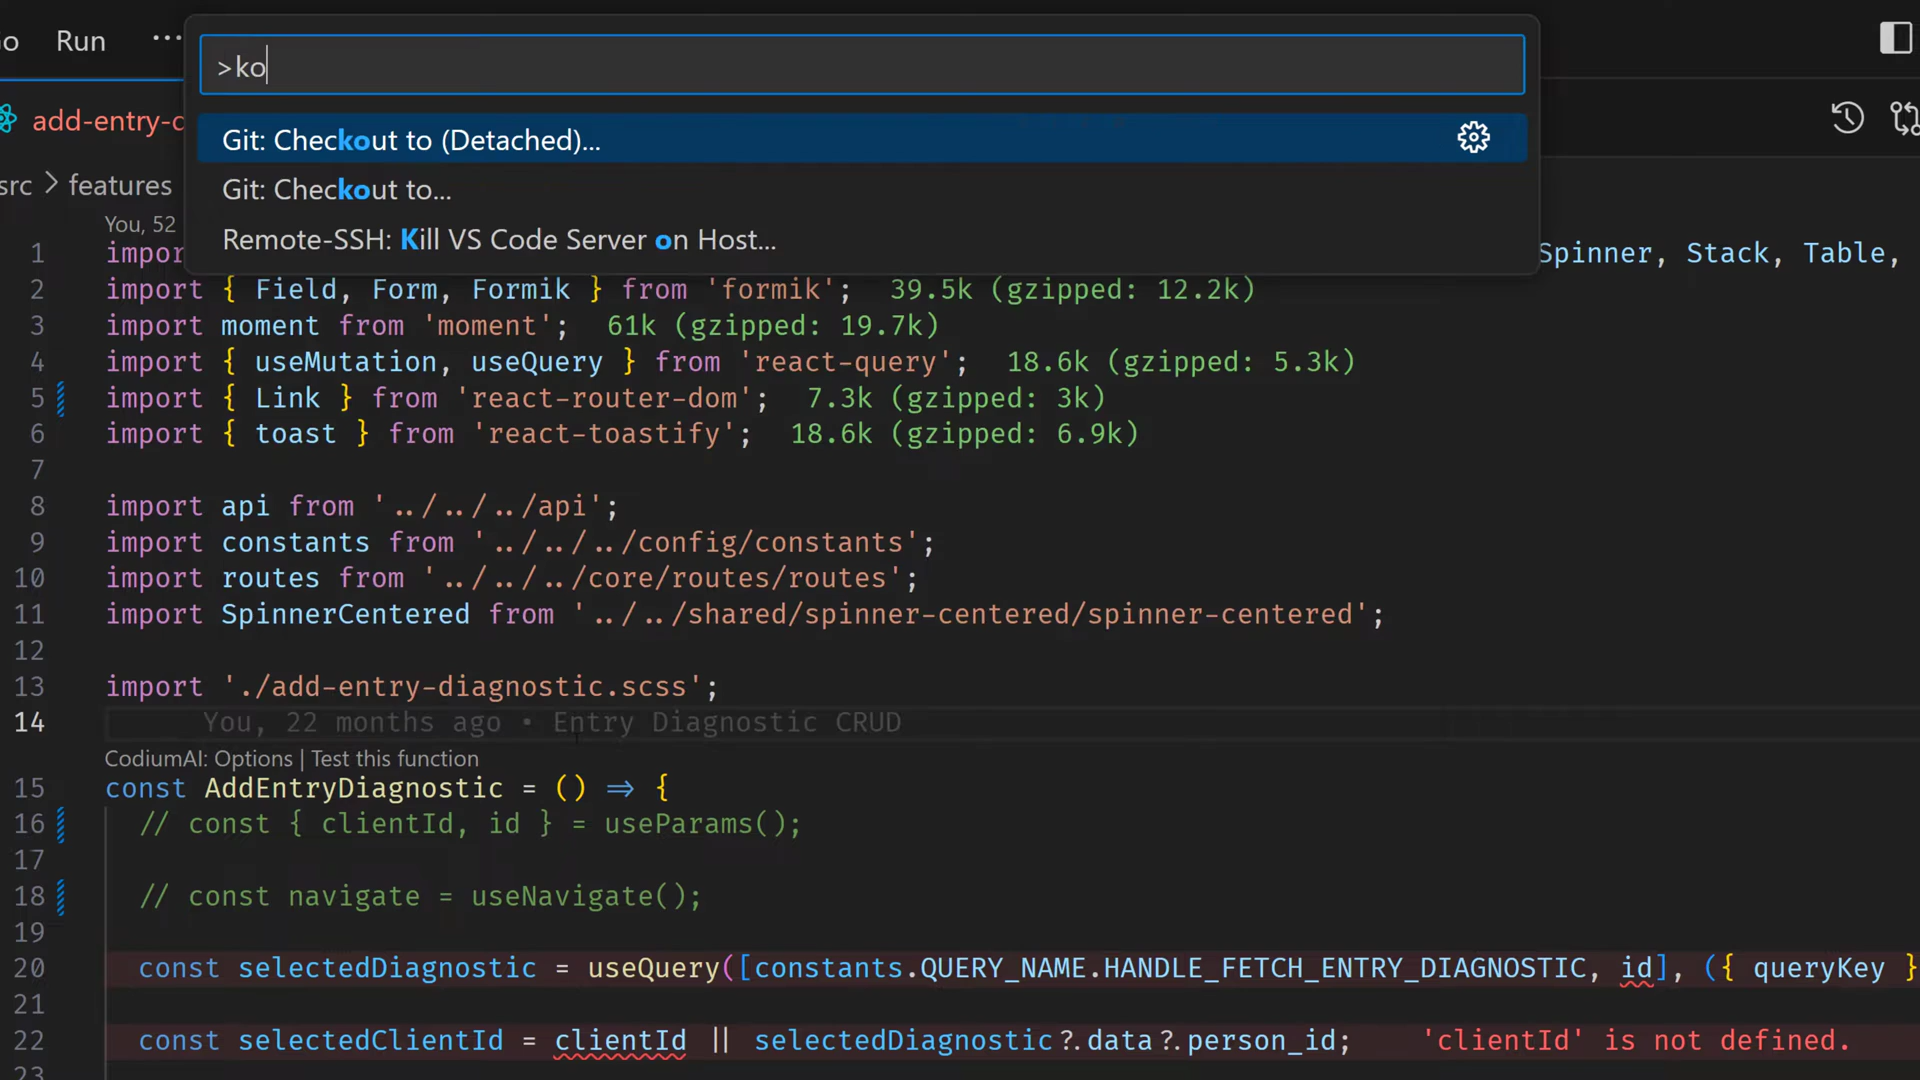 Run ...
>ko
add-entry-
Git: Checkout to (Detached)...
src > features
Git: Checkout to...
You, 52
Remote-SSH: Kill VS Code Server on Host...
1 impor Spinner, Stack, Table,
2 import { Field, Form, Formik } from 'formik'; 39.5k (gzipped: 12.2k)
3 import moment from 'moment'; 61k (gzipped: 19.7k)
4 import { useMutation, useQuery } from 'react-query'; 18.6k (gzipped: 5.3k)
5 import { Link } from 'react-router-dom'; 7.3k (gzipped: 3k)
6 import { toast } from 'react-toastify'; 18.6k (gzipped: 6.9k)
7
8 import api from '../../../api';
9 import constants from '../../../config/constants';
10 import routes from '../../../core/routes/routes';
11 import SpinnerCentered from '../../shared/spinner-centered/spinner-centered';
12
13 import './add-entry-diagnostic.scss';
14 You, 22 months ago • Entry Diagnostic CRUD
CodiumAI: Options | Test this function
15 const AddEntryDiagnostic = () => {
16 // const { clientId, id } = useParams();
17
18 // const navigate = useNavigate();
19
20 const selectedDiagnostic = useQuery([constants.QUERY_NAME.HANDLE_FETCH_ENTRY_DIAGNOSTIC, id], ({ queryKey }
21
22 const selectedClientId = clientId || selectedDiagnostic?.data?.person_id; 'clientId' is not defined.
23